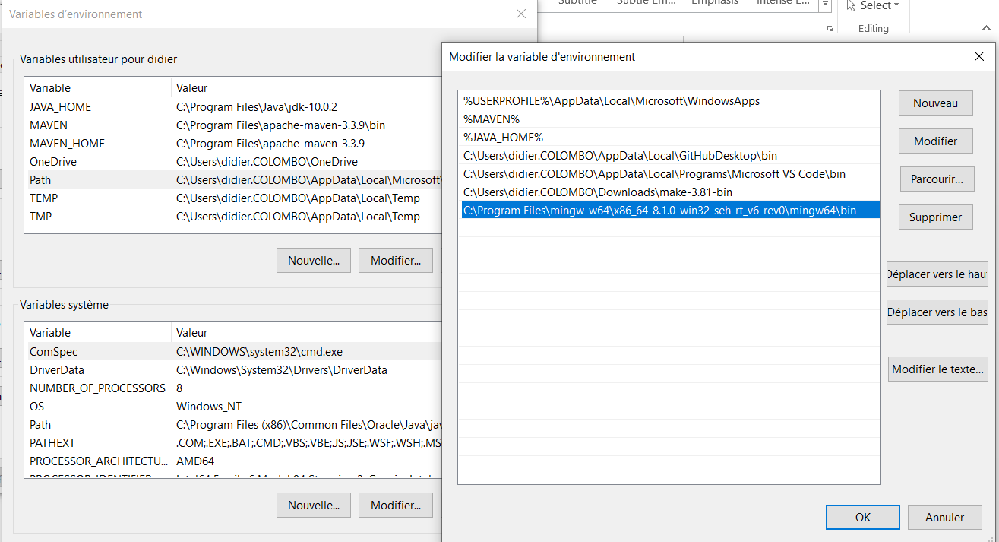 Variables d'environnement
Subtitle Subtle Em... Emphasis Intense E...
Select
Editing
Variables utilisateur pour didier
Variable Valeur
JAVA_HOME C:\Program Files\Java\jdk-10.0.2
MAVEN C:\Program Files\apache-maven-3.3.9\bin
MAVEN_HOME C:\Program Files\apache-maven-3.3.9
OneDrive C:\Users\didier.COLOMBO\OneDrive
Path C:\Users\didier.COLOMBO\AppData\Local\Microsoft\
TEMP C:\Users\didier.COLOMBO\AppData\Local\Temp
TMP C:\Users\didier.COLOMBO\AppData\Local\Temp
Nouvelle... Modifier...
Variables système
Variable Valeur
ComSpec C:\WINDOWS\system32\cmd.exe
DriverData C:\Windows\System32\Drivers\DriverData
NUMBER_OF_PROCESSORS 8
OS Windows_NT
Path C:\Program Files (x86)\Common Files\Oracle\Java\jav
PATHEXT .COM;.EXE;.BAT;.CMD;.VBS;.VBE;.JS;.JSE;.WSF;.WSH;.MS
PROCESSOR_ARCHITECTU... AMD64
PROCESSOR_IDENTIFIER
Nouvelle... Modifier...
Modifier la variable d'environnement
%USERPROFILE%\AppData\Local\Microsoft\WindowsApps
%MAVEN%
%JAVA_HOME%
C:\Users\didier.COLOMBO\AppData\Local\GitHubDesktop\bin
C:\Users\didier.COLOMBO\AppData\Local\Programs\Microsoft VS Code\bin
C:\Users\didier.COLOMBO\Downloads\make-3.81-bin
C:\Program Files\mingw-w64\x86_64-8.1.0-win32-seh-rt_v6-rev0\mingw64\bin
Nouveau
Modifier
Parcourir...
Supprimer
Déplacer vers le hau
Déplacer vers le bas
Modifier le texte...
OK Annuler